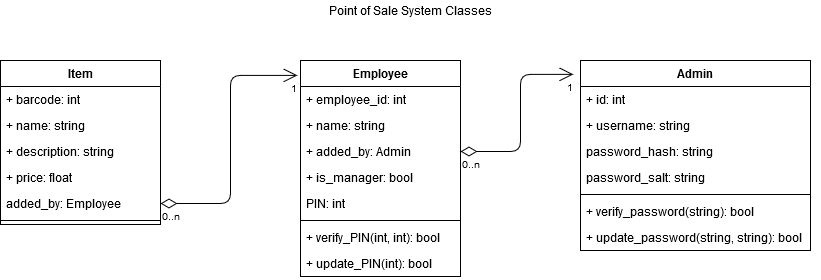 Point of Sale System Classes
Item
+ barcode: int
+ name: string
+ description: string
+ price: float
added_by: Employee
0..n
1
Employee
+ employee_id: int
+ name: string
+ added_by: Admin
+ is_manager: bool
PIN: int
+ verify_PIN(int, int): bool
+ update_PIN(int): bool
0..n
1
Admin
+ id: int
+ username: string
password_hash: string
password_salt: string
+ verify_password(string): bool
+ update_password(string, string): bool